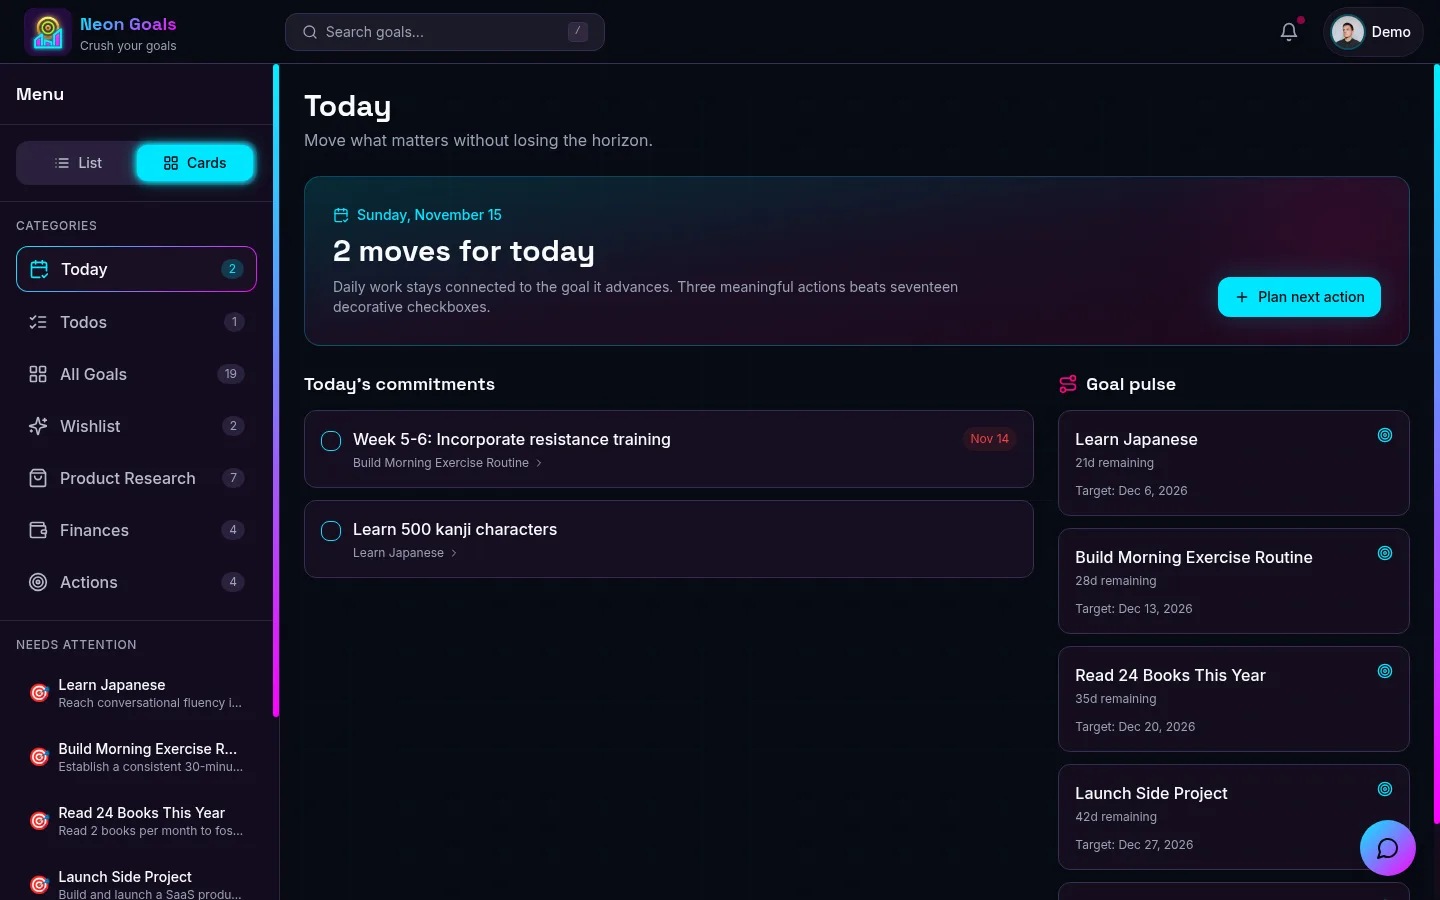 Neon Goals
Crush your goals
Search goals...
/
Demo
Menu
List
Cards
CATEGORIES
Today
2
Todos
1
All Goals
19
Wishlist
2
Product Research
7
Finances
4
Actions
4
NEEDS ATTENTION
Learn Japanese
Reach conversational fluency i...
Build Morning Exercise R...
Establish a consistent 30-minu...
Read 24 Books This Year
Read 2 books per month to fos...
Launch Side Project
Build and launch a SaaS produ...
Today
Move what matters without losing the horizon.
Sunday, November 15
2 moves for today
Daily work stays connected to the goal it advances. Three meaningful actions beats seventeen
decorative checkboxes.
Plan next action
Today's commitments
Week 5-6: Incorporate resistance training
Nov 14
Build Morning Exercise Routine
Learn 500 kanji characters
Learn Japanese
Goal pulse
Learn Japanese
21d remaining
Target: Dec 6, 2026
Build Morning Exercise Routine
28d remaining
Target: Dec 13, 2026
Read 24 Books This Year
35d remaining
Target: Dec 20, 2026
Launch Side Project
42d remaining
Target: Dec 27, 2026